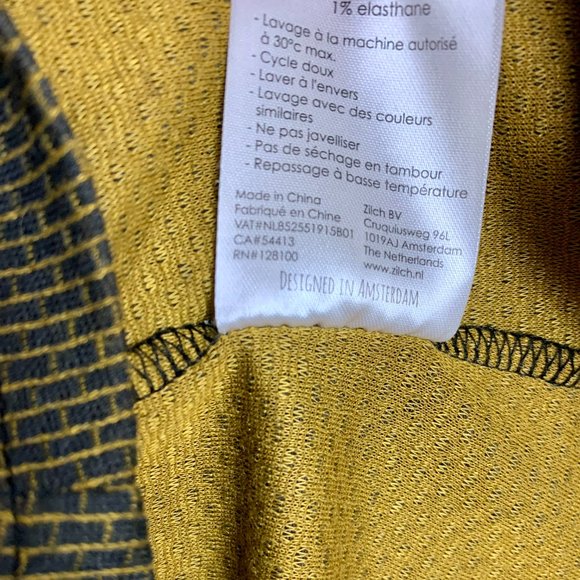 1% elasthane
- Lavage à la machine autorisé
à 30°c max.
- Cycle doux
- Laver à l'envers
- Lavage avec des couleurs
similaires
- Ne pas javelliser
- Pas de séchage en tambour
- Repassage à basse température
Made in China
Fabriqué en Chine
VAT#NL852551915B01
CA#54413
RN#128100
Zilch BV
Cruquiusweg 96L
1019AJ Amsterdam
The Netherlands
www.zilch.nl
DESIGNED IN AMSTERDAM